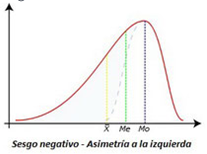 X̄ Me Mo
Sesgo negativo - Asimetría a la izquierda